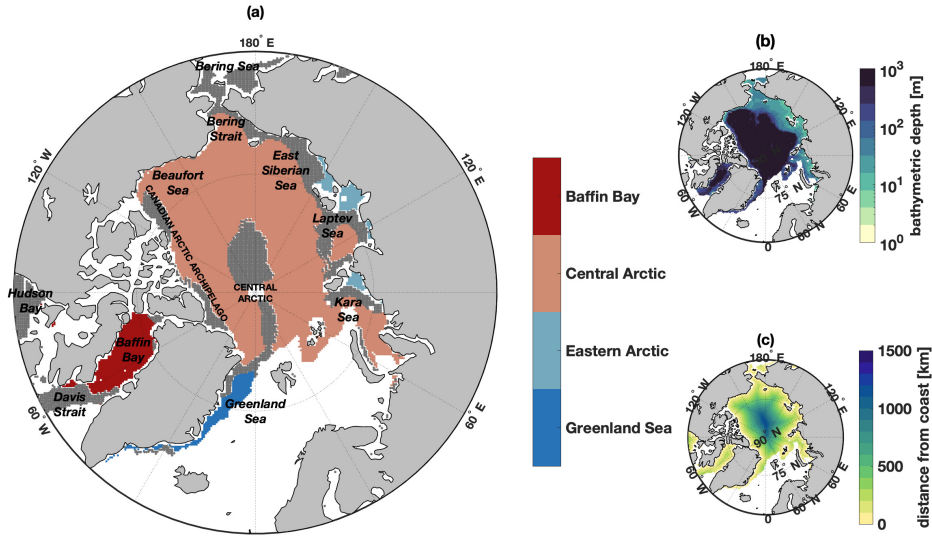 (a)
180° E
Bering Sea
Bering
Strait
120° W
120° E
East
Siberian
Sea
Beaufort
Sea
CANADIAN ARCTIC ARCHIPELAGO
Laptev
Sea
CENTRAL
ARCTIC
Hudson
Bay
Kara
Sea
Baffin
Bay
Davis
Strait
Greenland
Sea
60° W
60° E
Baffin Bay
Central Arctic
Eastern Arctic
Greenland Sea
(b)
180° E
120° W
120° E
75° N
60° W
60° N
60° E
0°
10³
10²
10¹
10⁰
bathymetric depth [m]
(c)
180° E
120° W
120° E
90° N
75° N
60° W
60° N
60° E
0°
1500
1000
500
0
distance from coast [km]